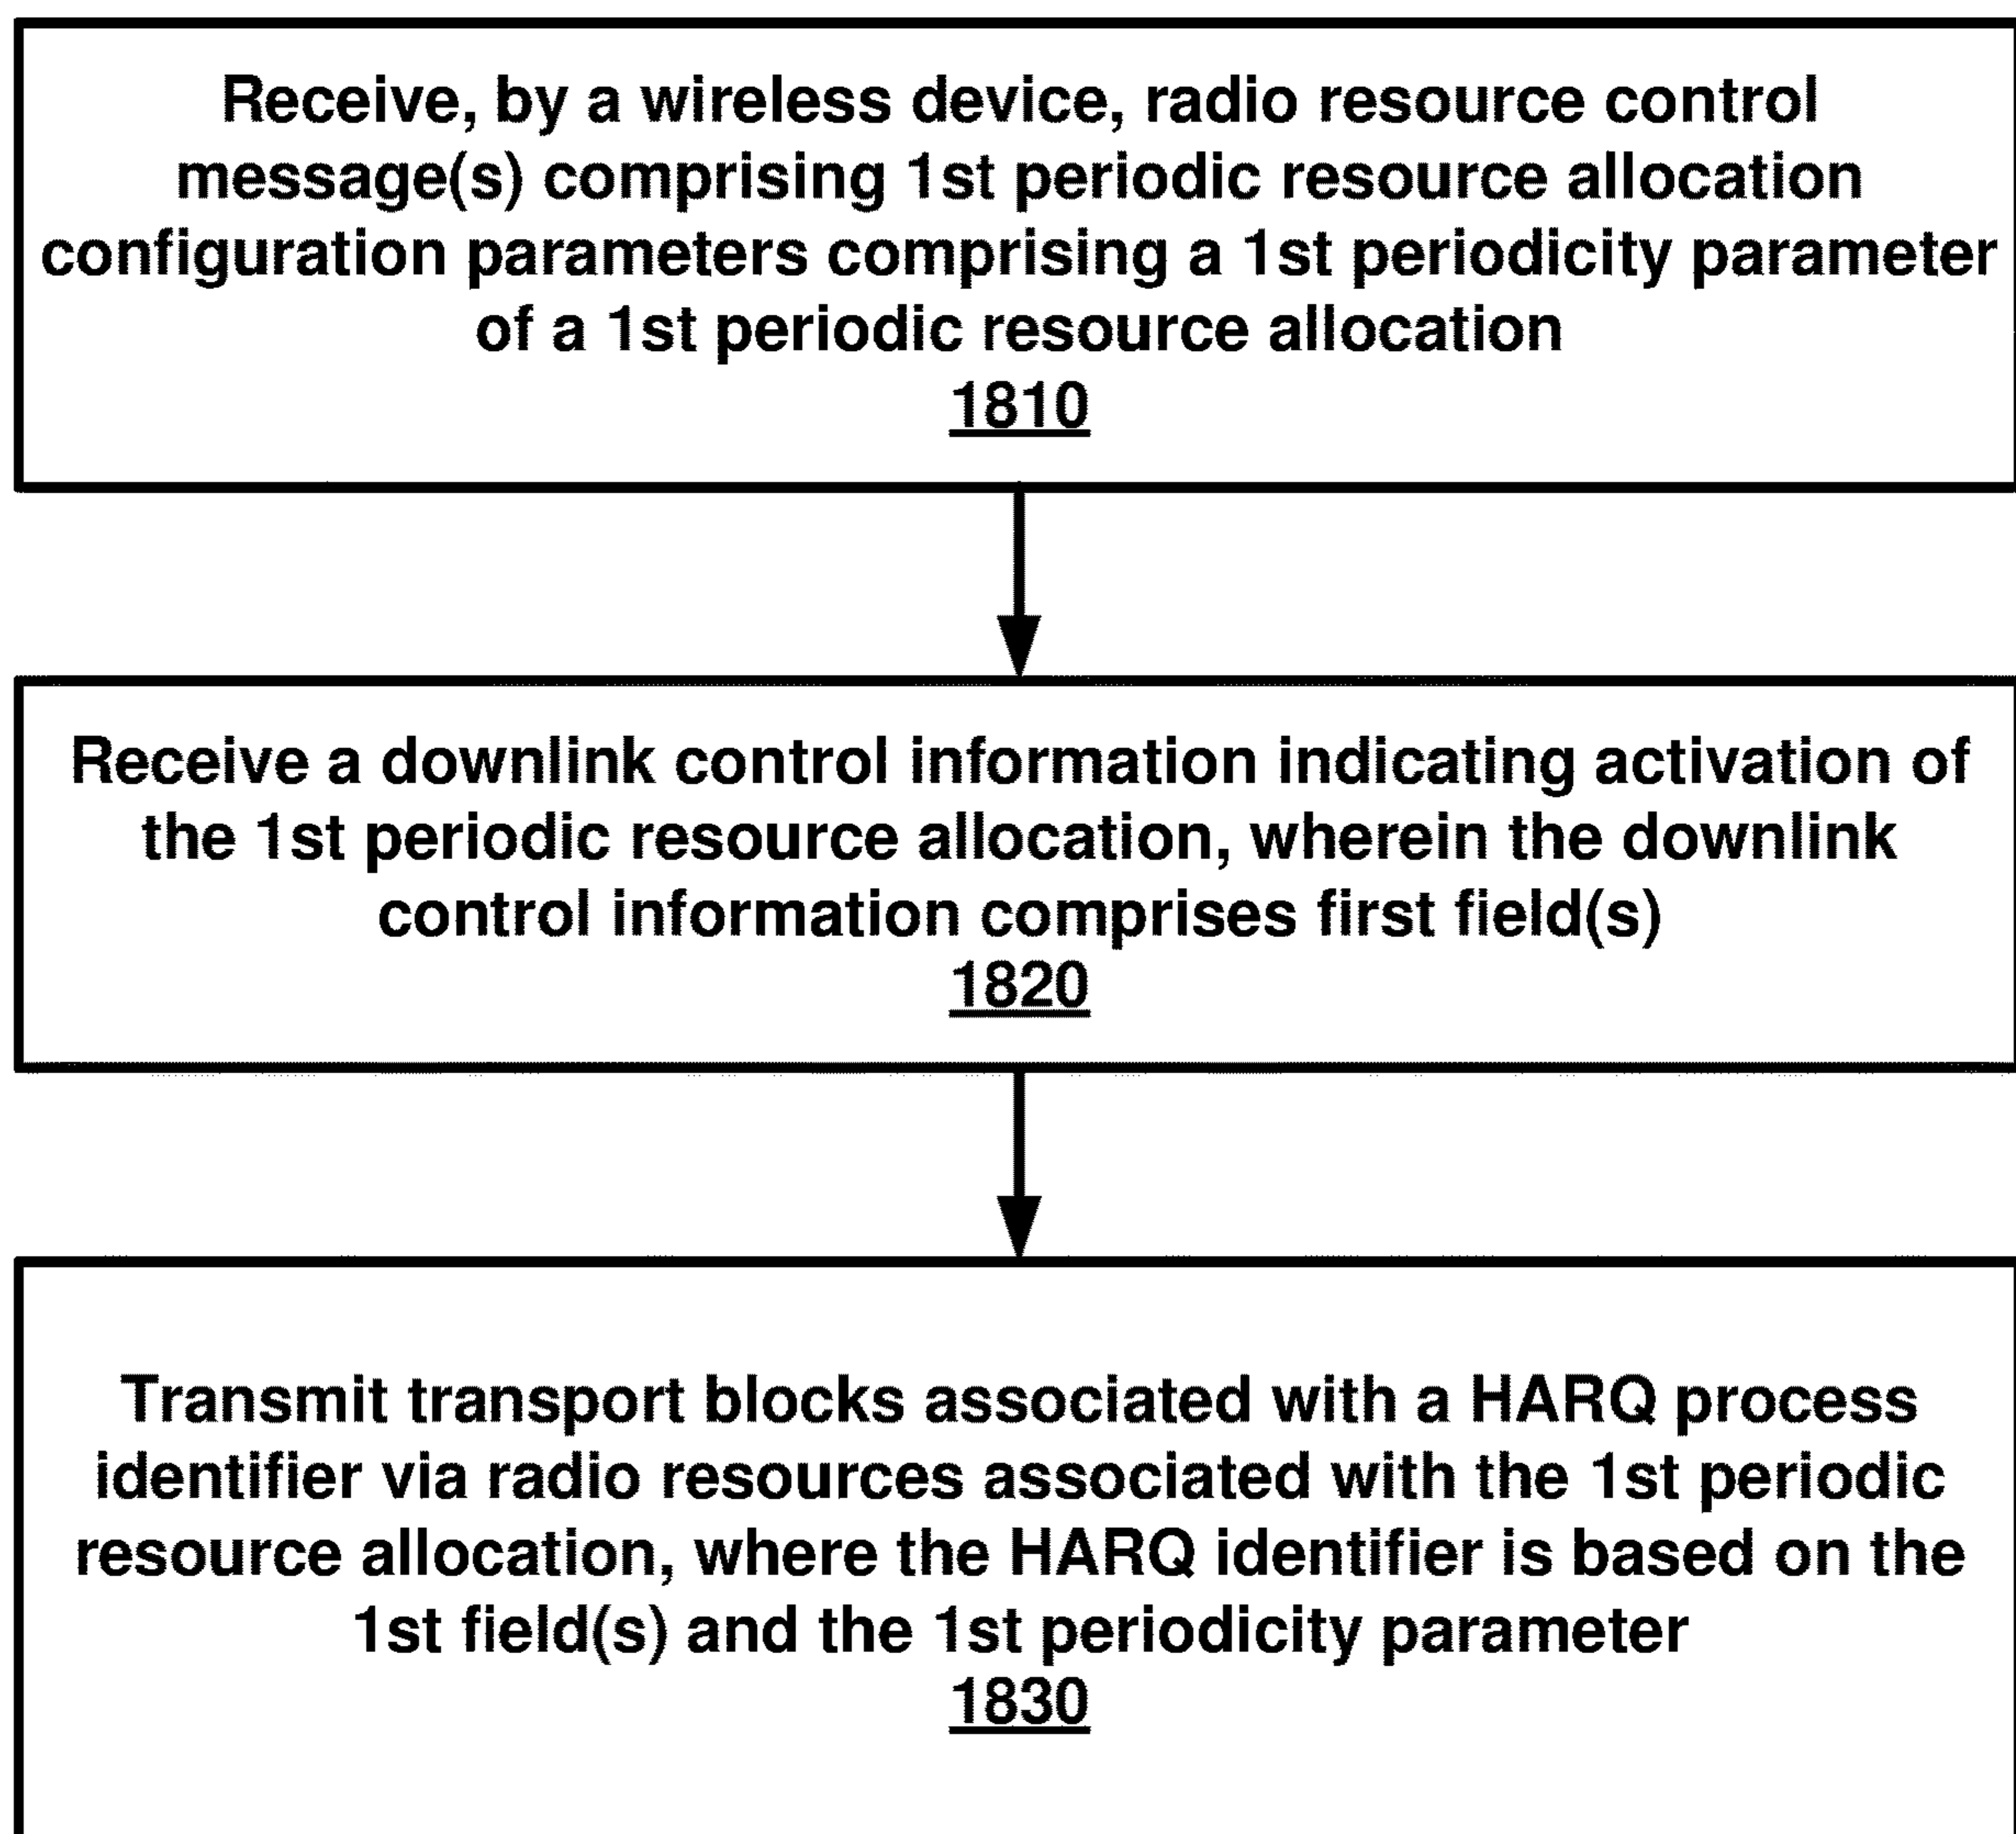 Receive, by a wireless device, radio resource control
message(s) comprising 1st periodic resource allocation
configuration parameters comprising a 1st periodicity parameter
of a 1st periodic resource allocation
1810
Receive a downlink control information indicating activation of
the 1st periodic resource allocation, wherein the downlink
control information comprises first field(s)
1820
Transmit transport blocks associated with a HARQ process
identifier via radio resources associated with the 1st periodic
resource allocation, where the HARQ identifier is based on the
1st field(s) and the 1st periodicity parameter
1830